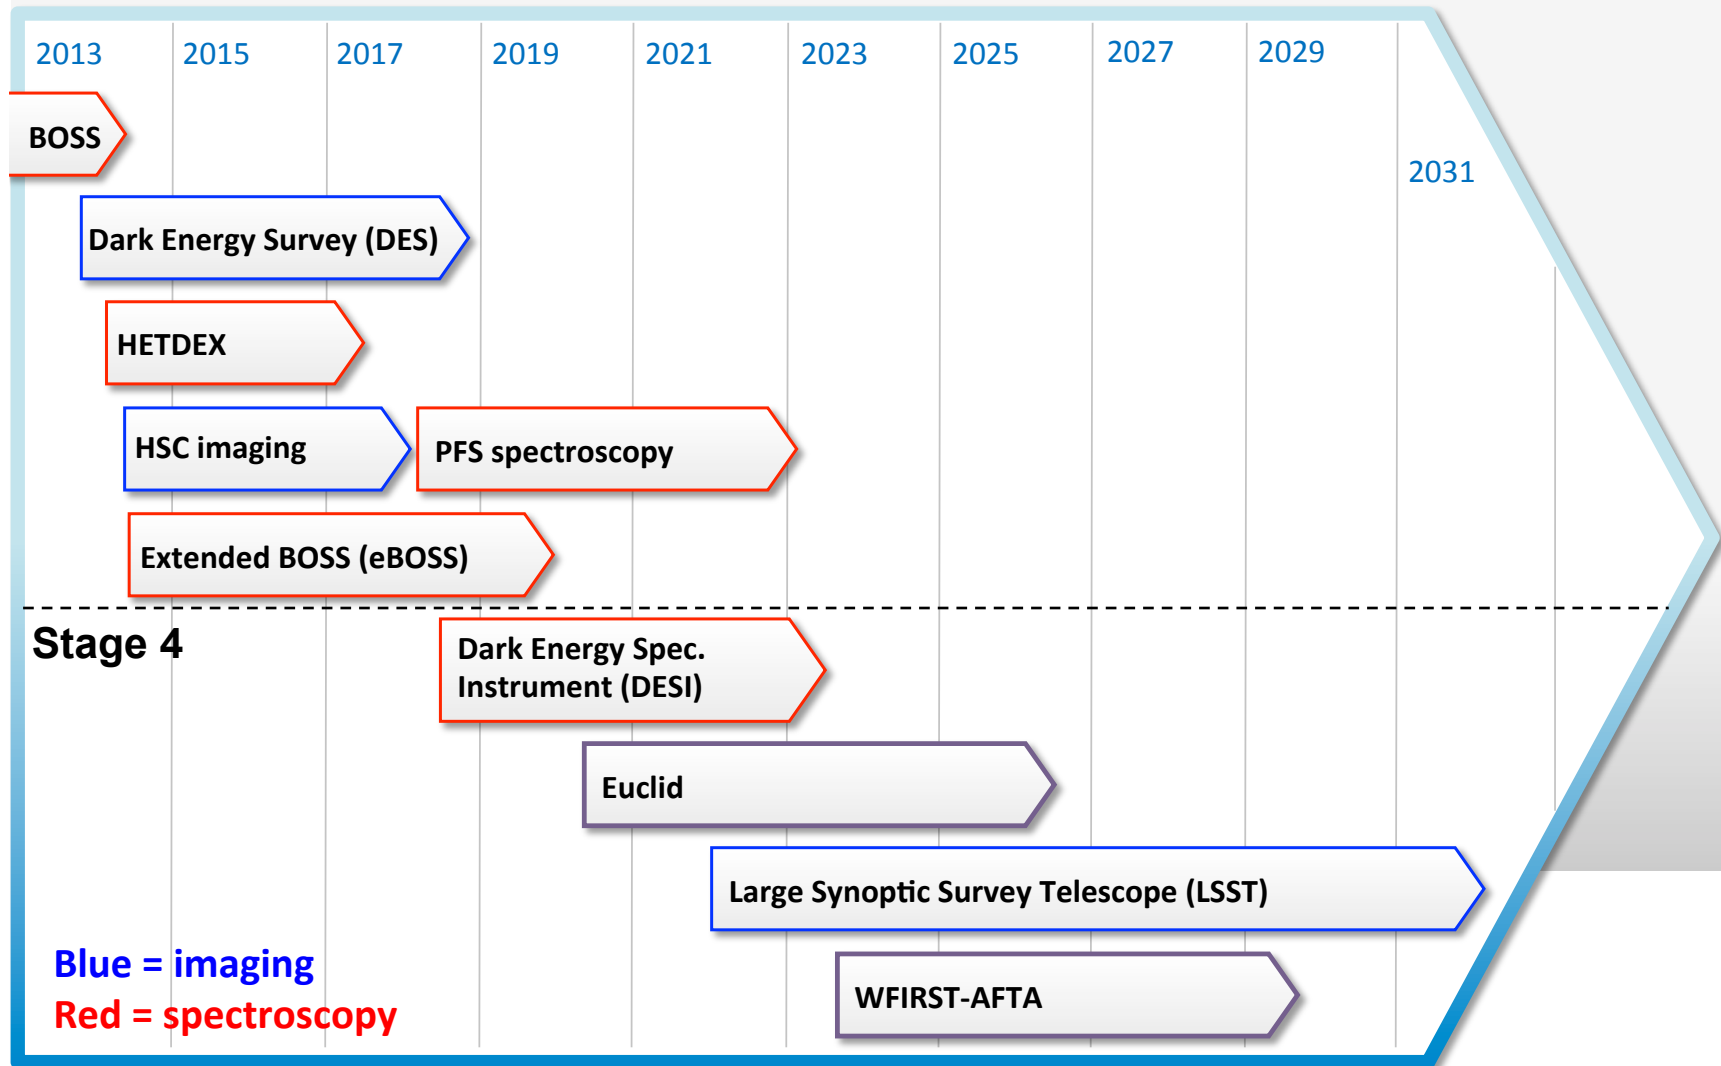 2013
2015
2017
2019
2021
2023
2025
2027
2029
2031
BOSS
Dark Energy Survey (DES)
HETDEX
HSC imaging
PFS spectroscopy
Extended BOSS (eBOSS)
Stage 4
Dark Energy Spec.
Instrument (DESI)
Euclid
Large Synoptic Survey Telescope (LSST)
WFIRST-AFTA
Blue = imaging
Red = spectroscopy